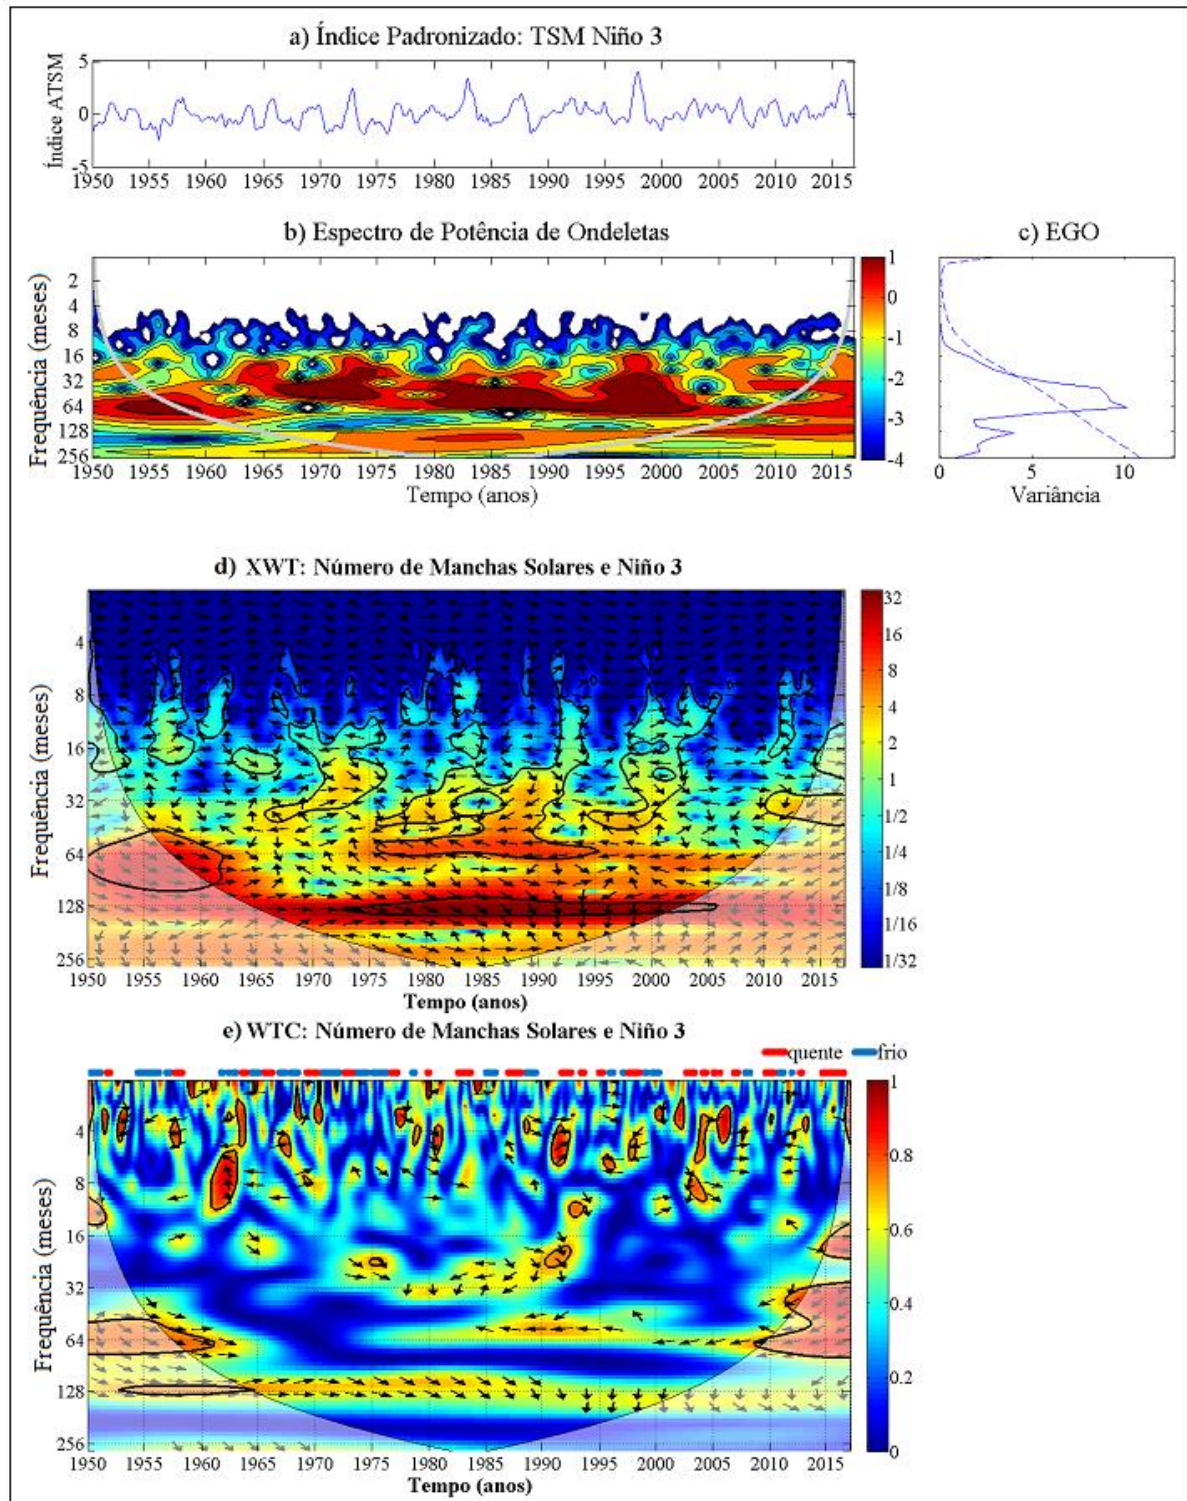 a) Índice Padronizado: TSM Niño 3
Índice ATSM
5
0
-5
1950 1955 1960 1965 1970 1975 1980 1985 1990 1995 2000 2005 2010 2015
b) Espectro de Potência de Ondeletas
Frequência (meses)
2
4
8
16
32
64
128
256
1950 1955 1960 1965 1970 1975 1980 1985 1990 1995 2000 2005 2010 2015
Tempo (anos)
1
0
-1
-2
-3
-4
c) EGO
0 5 10
Variância
d) XWT: Número de Manchas Solares e Niño 3
Frequência (meses)
4
8
16
32
64
128
256
1950 1955 1960 1965 1970 1975 1980 1985 1990 1995 2000 2005 2010 2015
Tempo (anos)
32
16
8
4
2
1
1/2
1/4
1/8
1/16
1/32
e) WTC: Número de Manchas Solares e Niño 3
quente frio
Frequência (meses)
4
8
16
32
64
128
256
1950 1955 1960 1965 1970 1975 1980 1985 1990 1995 2000 2005 2010 2015
Tempo (anos)
1
0.8
0.6
0.4
0.2
0